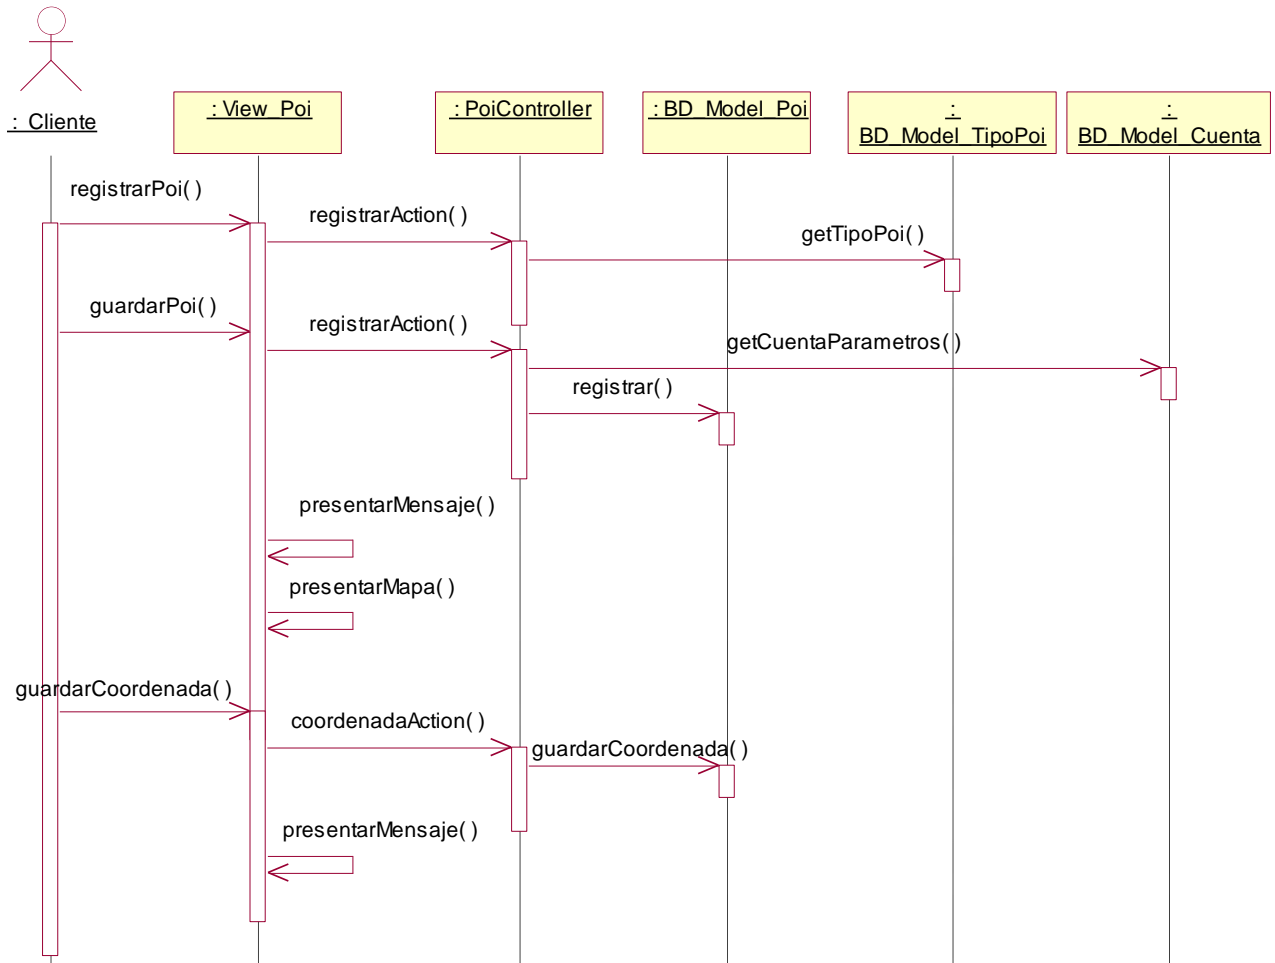 : Cliente
: View_Poi
: PoiController
: BD_Model_Poi
:
BD_Model_TipoPoi
:
BD_Model_Cuenta
registrarPoi( )
registrarAction( )
getTipoPoi( )
guardarPoi( )
registrarAction( )
getCuentaParametros( )
registrar( )
presentarMensaje( )
presentarMapa( )
guardarCoordenada( )
coordenadaAction( )
guardarCoordenada( )
presentarMensaje( )